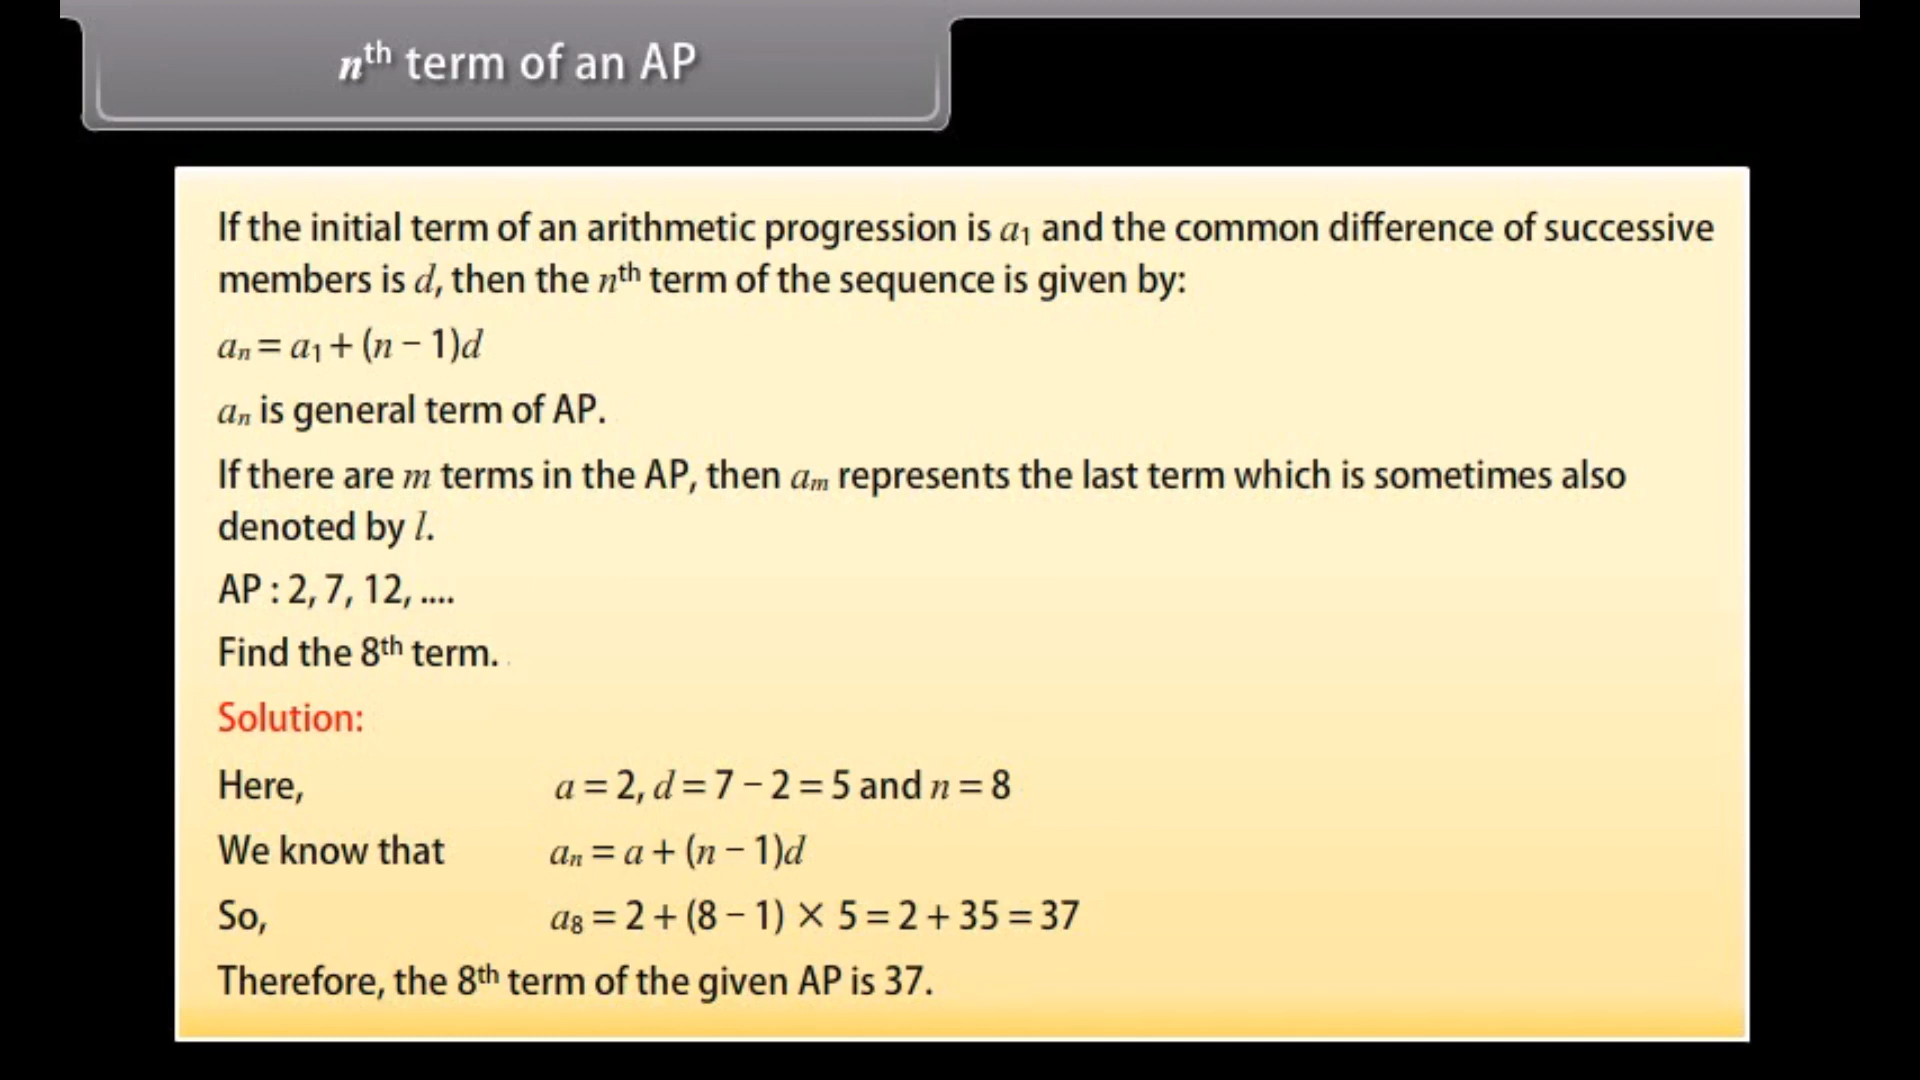 nth term of an AP
If the initial term of an arithmetic progression is a₁ and the common difference of successive
members is d, then the nth term of the sequence is given by:
aₙ = a₁ + (n − 1)d
aₙ is general term of AP.
If there are m terms in the AP, then aₘ represents the last term which is sometimes also
denoted by l.
AP : 2, 7, 12, ....
Find the 8th term.
Solution:
Here, a = 2, d = 7 − 2 = 5 and n = 8
We know that aₙ = a + (n − 1)d
So, a₈ = 2 + (8 − 1) × 5 = 2 + 35 = 37
Therefore, the 8th term of the given AP is 37.